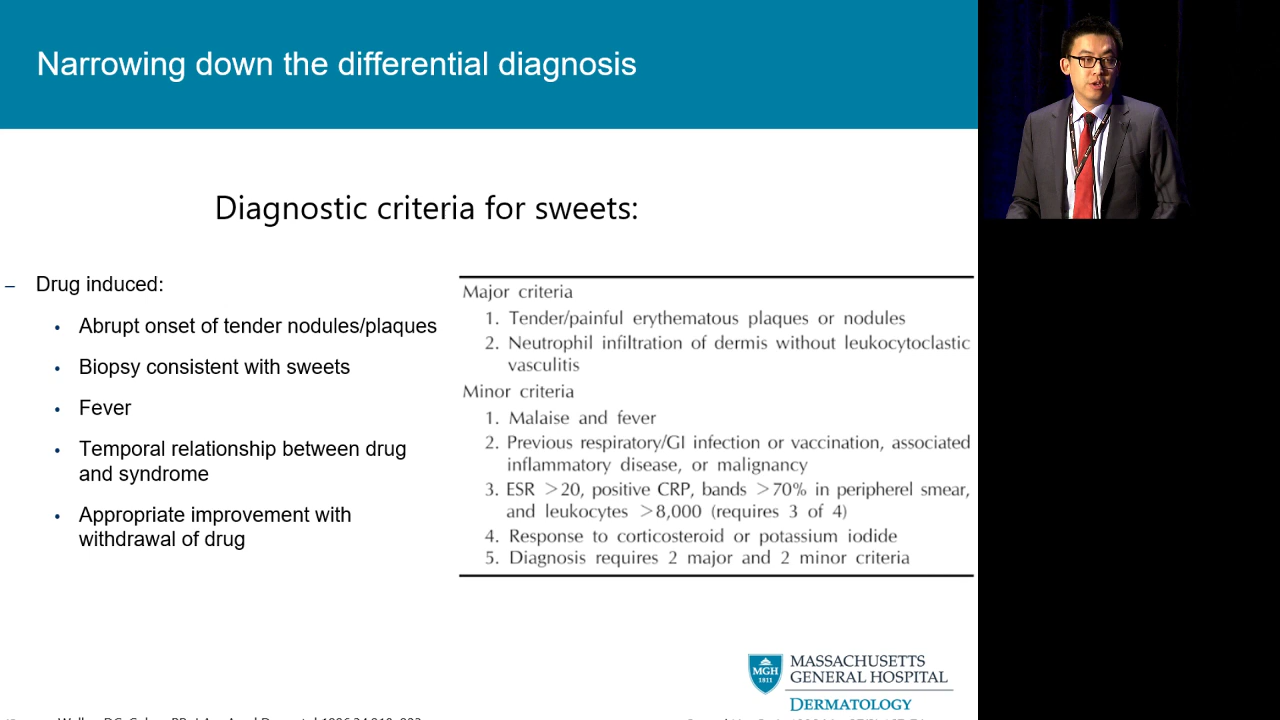 Narrowing down the differential diagnosis
Diagnostic criteria for sweets:
– Drug induced:
• Abrupt onset of tender nodules/plaques
• Biopsy consistent with sweets
• Fever
• Temporal relationship between drug
and syndrome
• Appropriate improvement with
withdrawal of drug
Major criteria
1. Tender/painful erythematous plaques or nodules
2. Neutrophil infiltration of dermis without leukocytoclastic
vasculitis
Minor criteria
1. Malaise and fever
2. Previous respiratory/GI infection or vaccination, associated
inflammatory disease, or malignancy
3. ESR >20, positive CRP, bands >70% in peripherel smear,
and leukocytes >8,000 (requires 3 of 4)
4. Response to corticosteroid or potassium iodide
5. Diagnosis requires 2 major and 2 minor criteria
MGH
1811
MASSACHUSETTS
GENERAL HOSPITAL
DERMATOLOGY